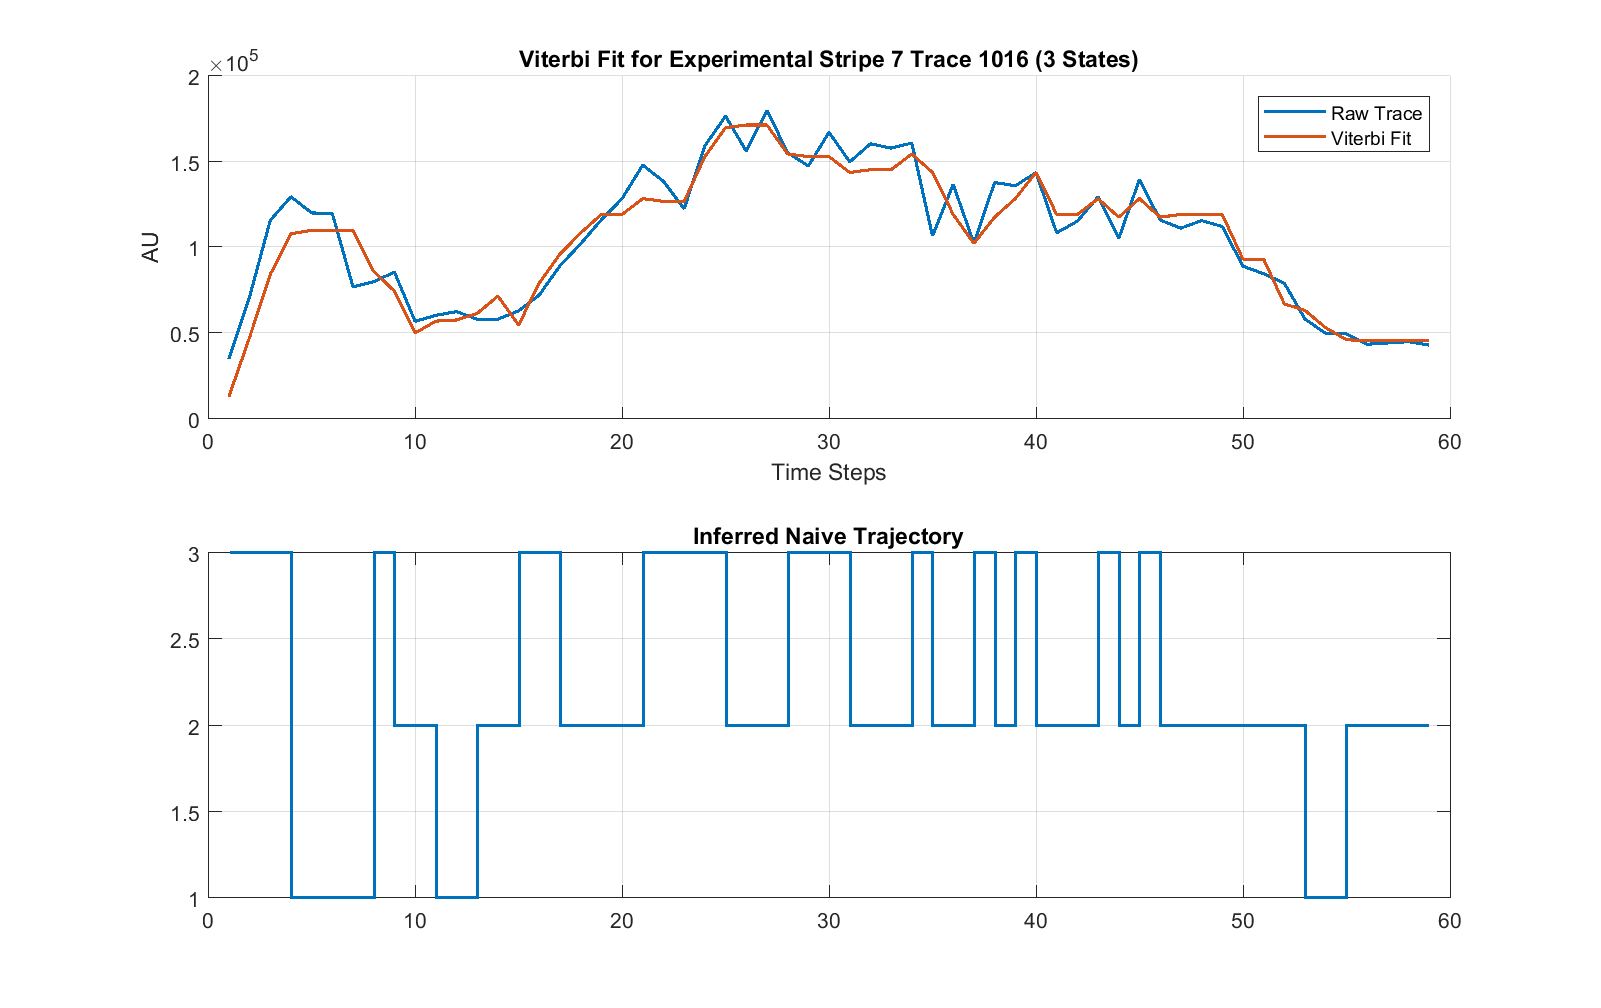 Viterbi Fit for Experimental Stripe 7 Trace 1016 (3 States)
×10⁵
2
1.5
1
0.5
0
AU
Raw Trace
Viterbi Fit
0 10 20 30 40 50 60
Time Steps
Inferred Naive Trajectory
3
2.5
2
1.5
1
0 10 20 30 40 50 60